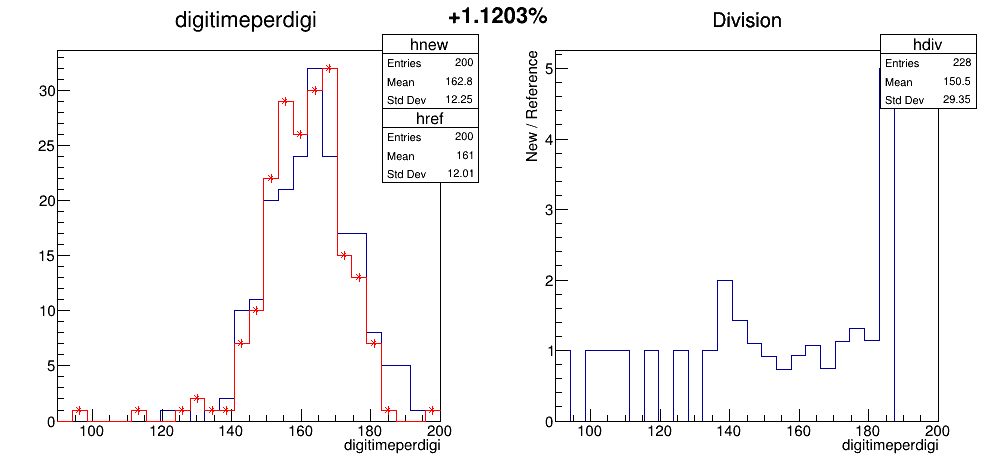 digitimeperdigi
+1.1203%
Division
hnew
Entries 200
Mean 162.8
Std Dev 12.25
href
Entries 200
Mean 161
Std Dev 12.01
30
25
20
15
10
5
0
100 120 140 160 180 200
digitimeperdigi
hdiv
Entries 228
Mean 150.5
Std Dev 29.35
New / Reference
5
4
3
2
1
0
100 120 140 160 180 200
digitimeperdigi